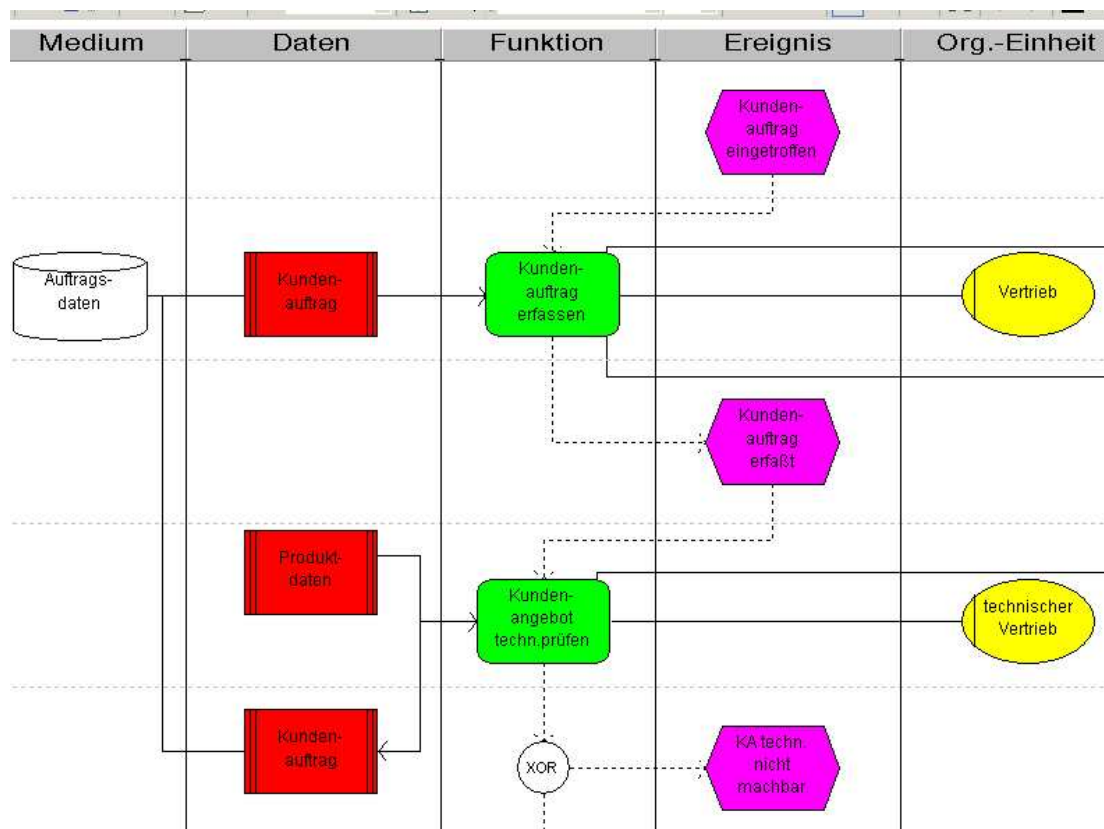 Medium
Daten
Funktion
Ereignis
Org.-Einheit
Kunden-
auftrag
eingetroffen
Auftrags-
daten
Kunden-
auftrag
Kunden-
auftrag
erfassen
Vertrieb
Kunden-
auftrag
erfaßt
Produkt-
daten
Kunden-
angebot
techn.prüfen
technischer
Vertrieb
Kunden-
auftrag
XOR
KA techn.
nicht
machbar